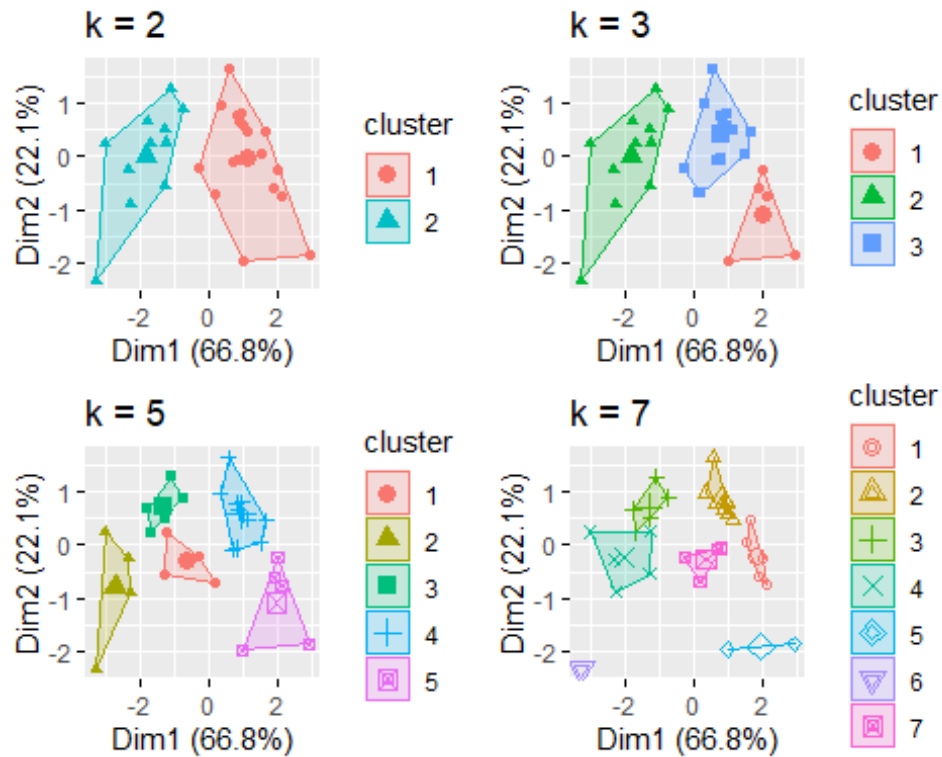 k = 2
Dim2 (22.1%)
1
0
-1
-2
-2
0
2
Dim1 (66.8%)
cluster
1
2
k = 3
Dim2 (22.1%)
1
0
-1
-2
-2
0
2
Dim1 (66.8%)
cluster
1
2
3
k = 5
Dim2 (22.1%)
1
0
-1
-2
-2
0
2
Dim1 (66.8%)
cluster
1
2
3
4
5
k = 7
Dim2 (22.1%)
1
0
-1
-2
-2
0
2
Dim1 (66.8%)
cluster
1
2
3
4
5
6
7